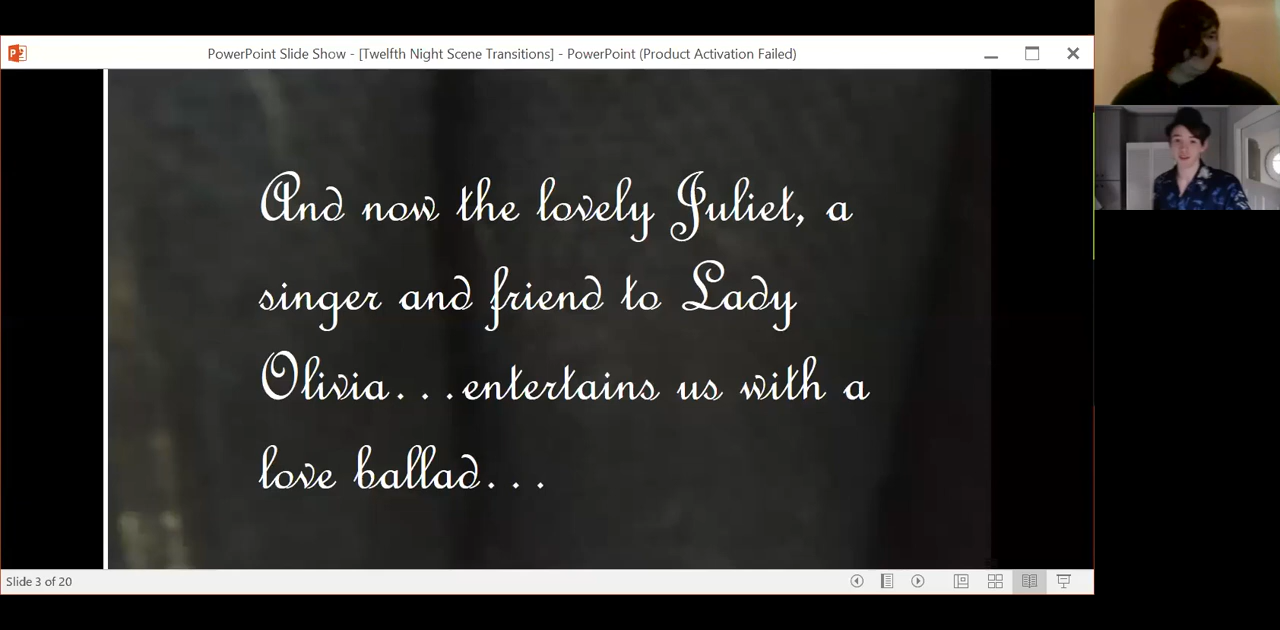 PowerPoint Slide Show - [Twelfth Night Scene Transitions] - PowerPoint (Product Activation Failed)
And now the lovely Juliet, a
singer and friend to Lady
Olivia...entertains us with a
love ballad...
Slide 3 of 20